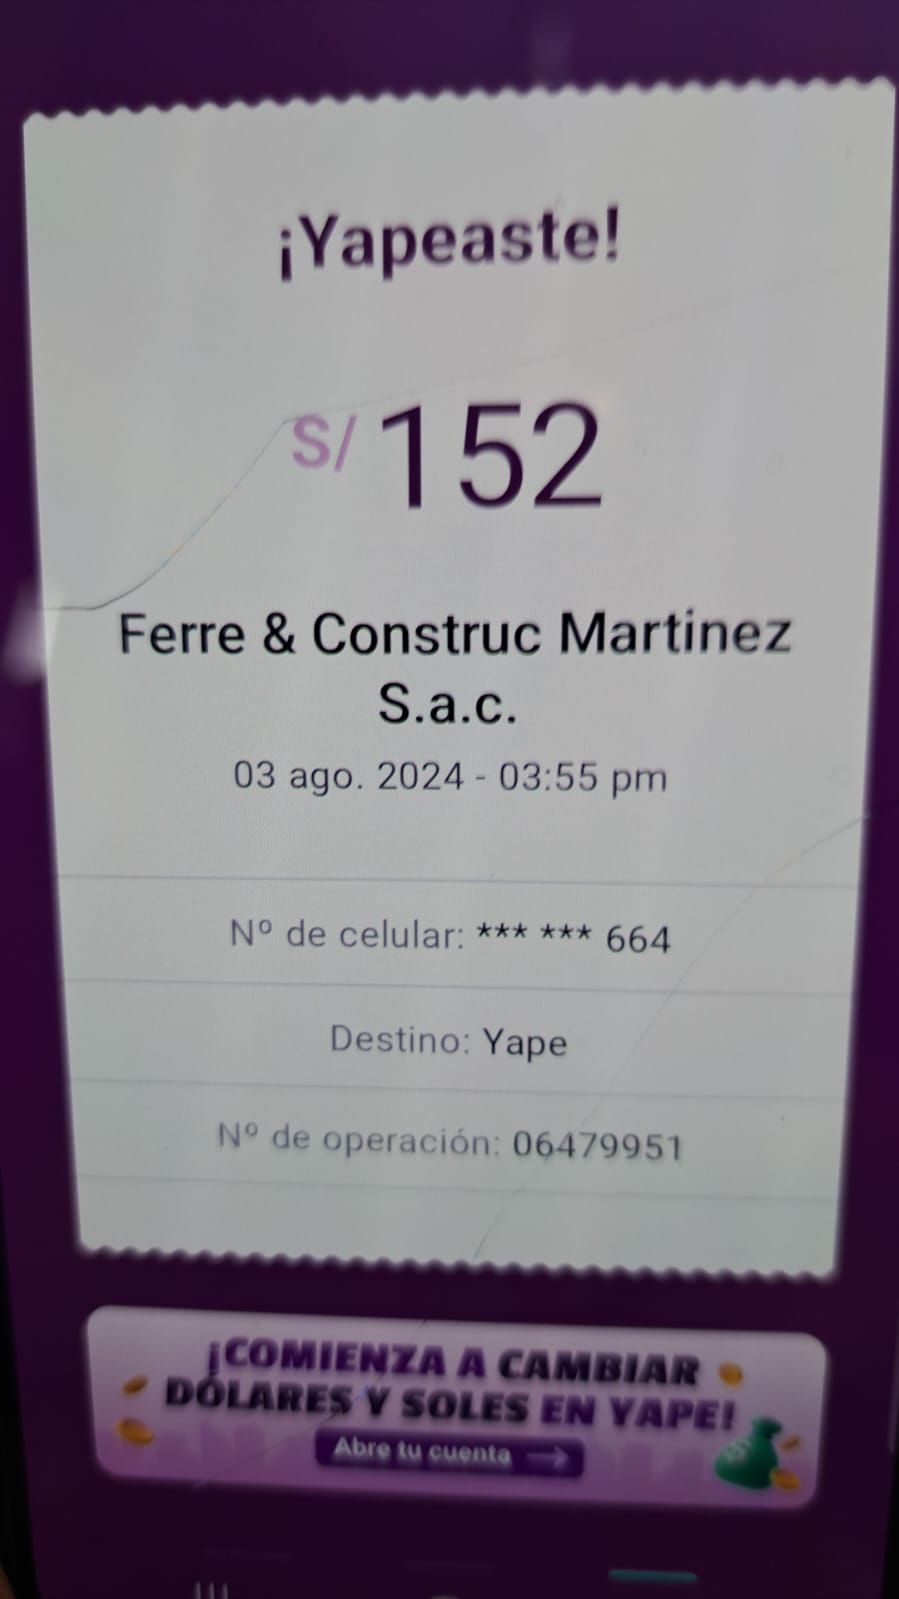 ¡Yapeaste!
S/ 152
Ferre & Construc Martinez
S.a.c.
03 ago. 2024 - 03:55 pm
Nº de celular: *** *** 664
Destino: Yape
Nº de operación: 06479951
¡COMIENZA A CAMBIAR
DÓLARES Y SOLES EN YAPE!
Abre tu cuenta